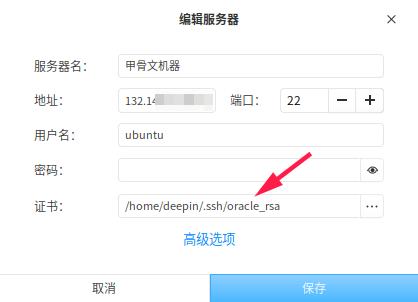 编辑服务器
服务器名：
甲骨文机器
地址：
132.14
端口：
22
用户名：
ubuntu
密码：
证书：
/home/deepin/.ssh/oracle_rsa
高级选项
取消
保存